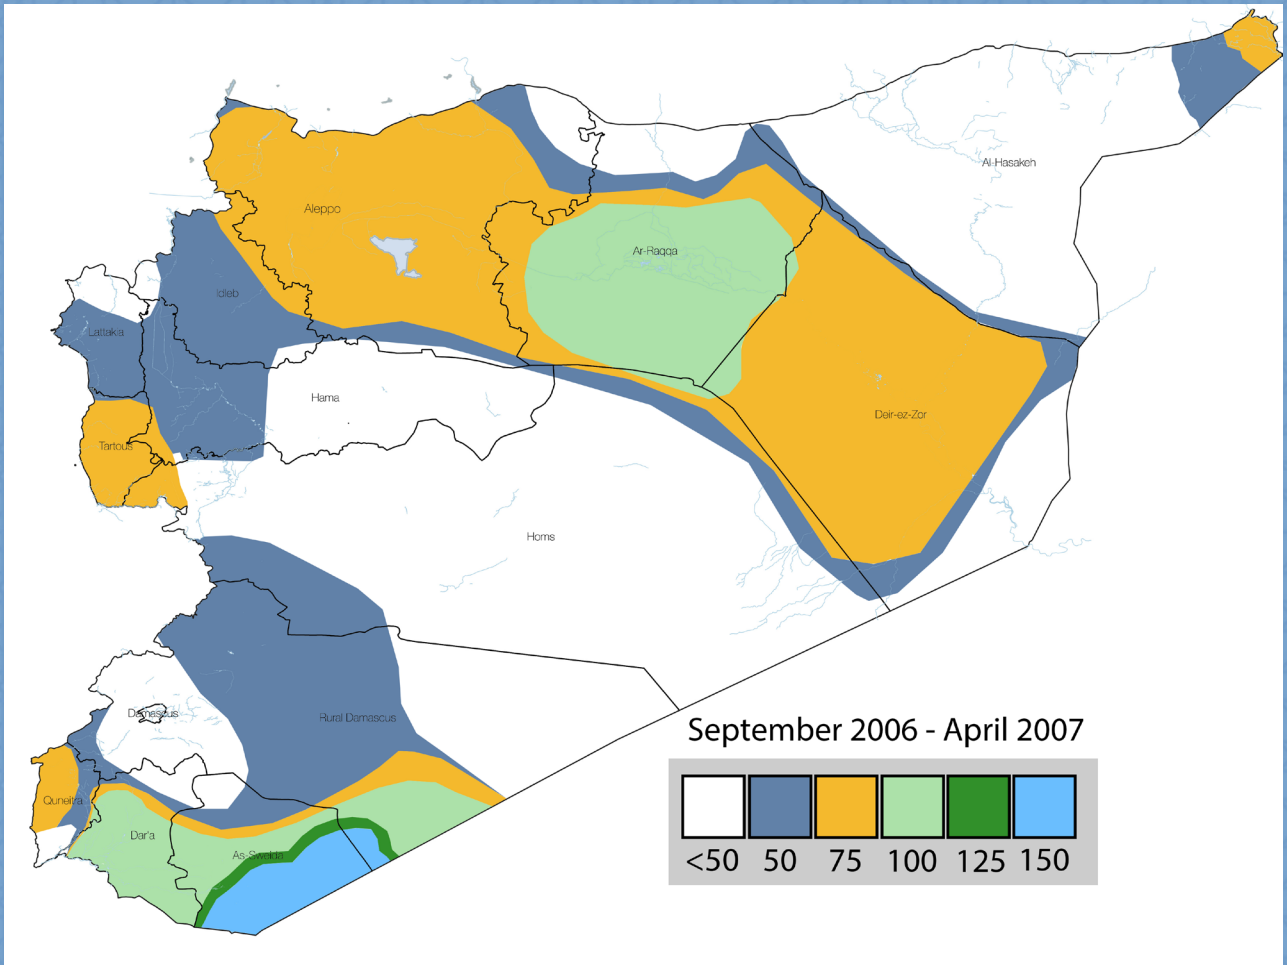 Al-Hasakeh
Aleppo
Ar-Raqqa
Idleb
Lattakia
Hama
Deir-ez-Zor
Tartous
Homs
Damascus
Rural Damascus
September 2006 - April 2007
Quneitra
Dar'a
As-Sweida
<50 50 75 100 125 150